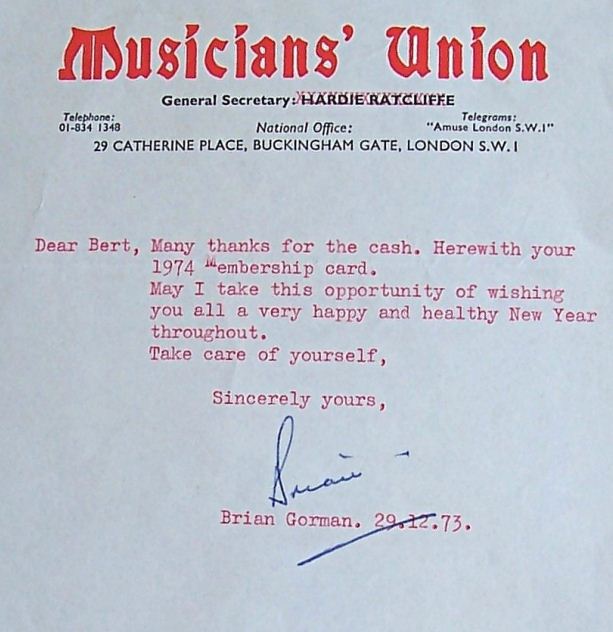 Musicians' Union
General Secretary: HARDIE RATCLIFFE
Telephone:
01-834 1348
National Office:
Telegrams:
"Amuse London S.W.1"
29 CATHERINE PLACE, BUCKINGHAM GATE, LONDON S.W.1
Dear Bert, Many thanks for the cash. Herewith your
1974 Membership card.
May I take this opportunity of wishing
you all a very happy and healthy New Year
throughout.
Take care of yourself,
Sincerely yours,
Brian
Brian Gorman. 29.12.73.